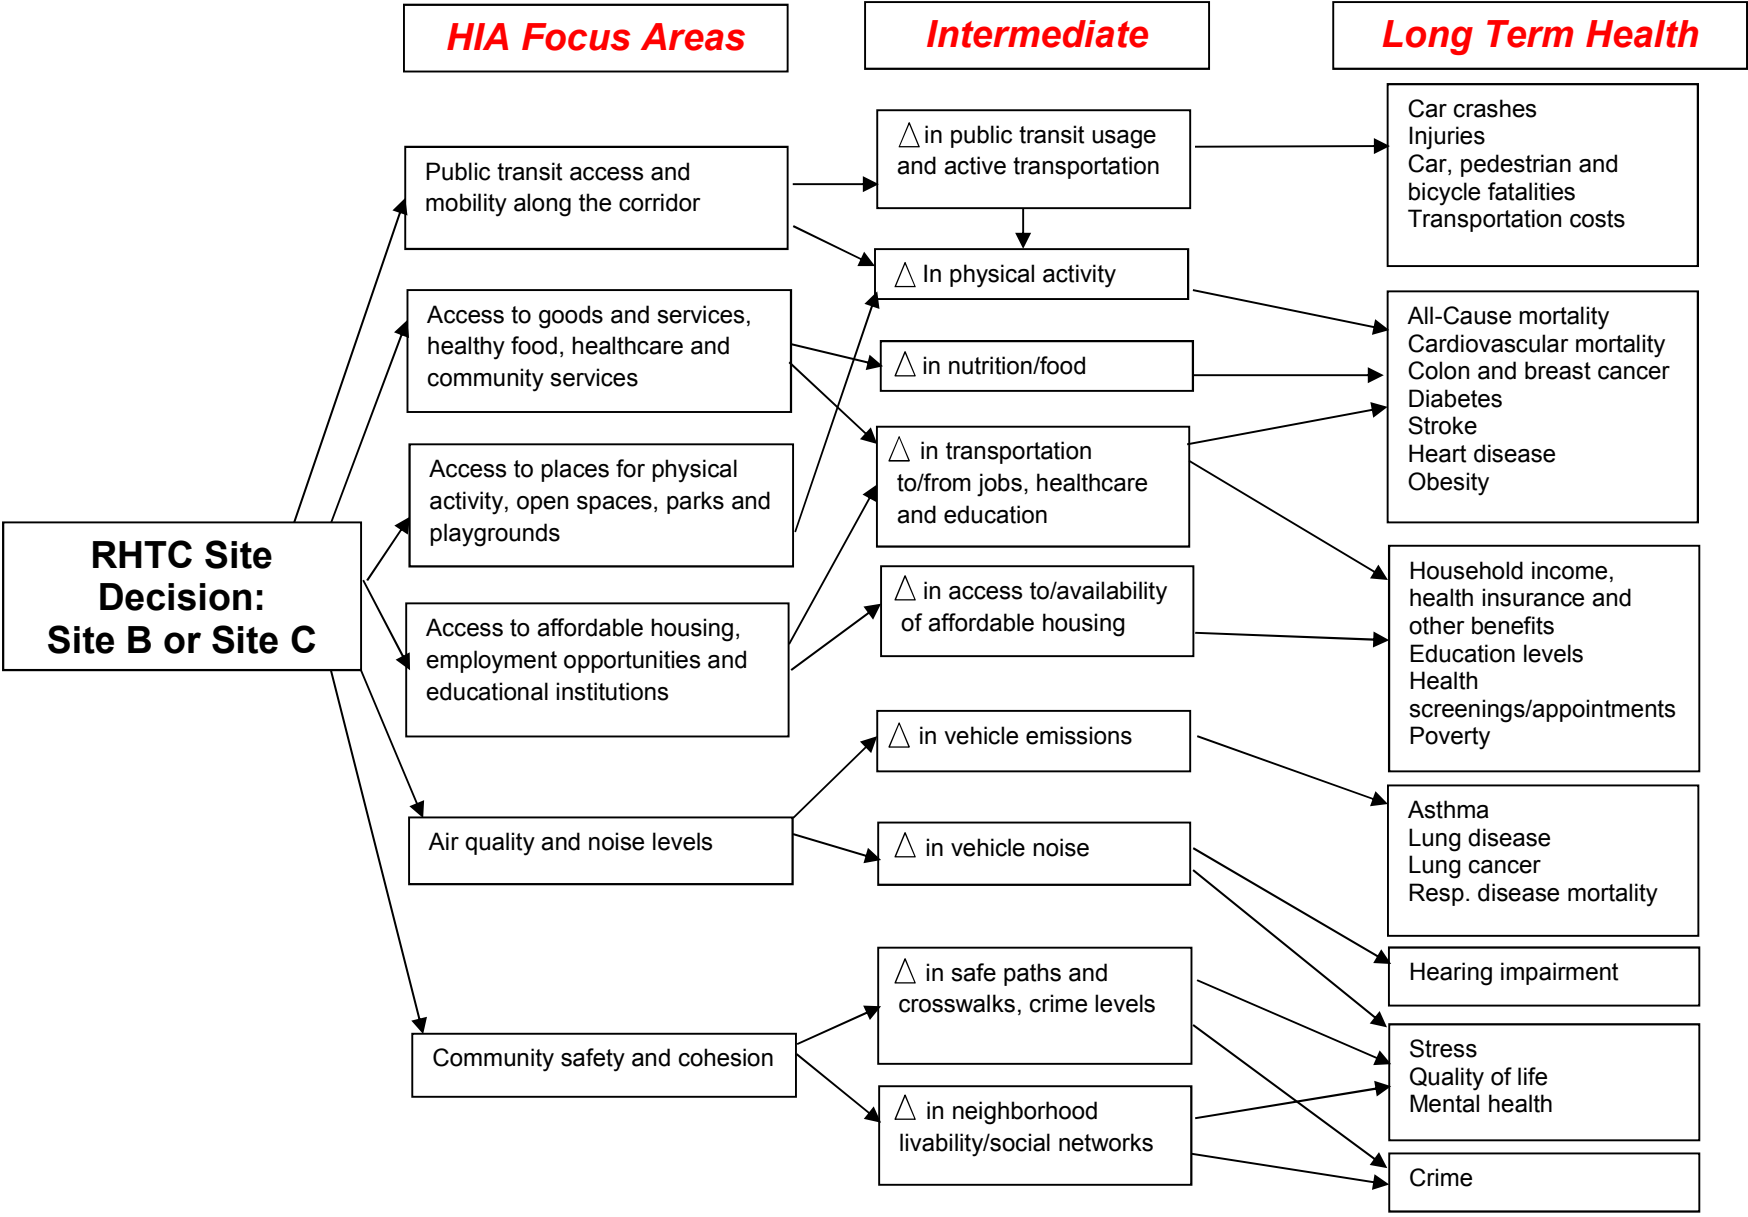 HIA Focus Areas
Intermediate
Long Term Health
RHTC Site
Decision:
Site B or Site C
Public transit access and
mobility along the corridor
Access to goods and services,
healthy food, healthcare and
community services
Access to places for physical
activity, open spaces, parks and
playgrounds
Access to affordable housing,
employment opportunities and
educational institutions
Air quality and noise levels
Community safety and cohesion
△ in public transit usage
and active transportation
△ In physical activity
△ in nutrition/food
△ in transportation
to/from jobs, healthcare
and education
△ in access to/availability
of affordable housing
△ in vehicle emissions
△ in vehicle noise
△ in safe paths and
crosswalks, crime levels
△ in neighborhood
livability/social networks
Car crashes
Injuries
Car, pedestrian and
bicycle fatalities
Transportation costs
All-Cause mortality
Cardiovascular mortality
Colon and breast cancer
Diabetes
Stroke
Heart disease
Obesity
Household income,
health insurance and
other benefits
Education levels
Health
screenings/appointments
Poverty
Asthma
Lung disease
Lung cancer
Resp. disease mortality
Hearing impairment
Stress
Quality of life
Mental health
Crime